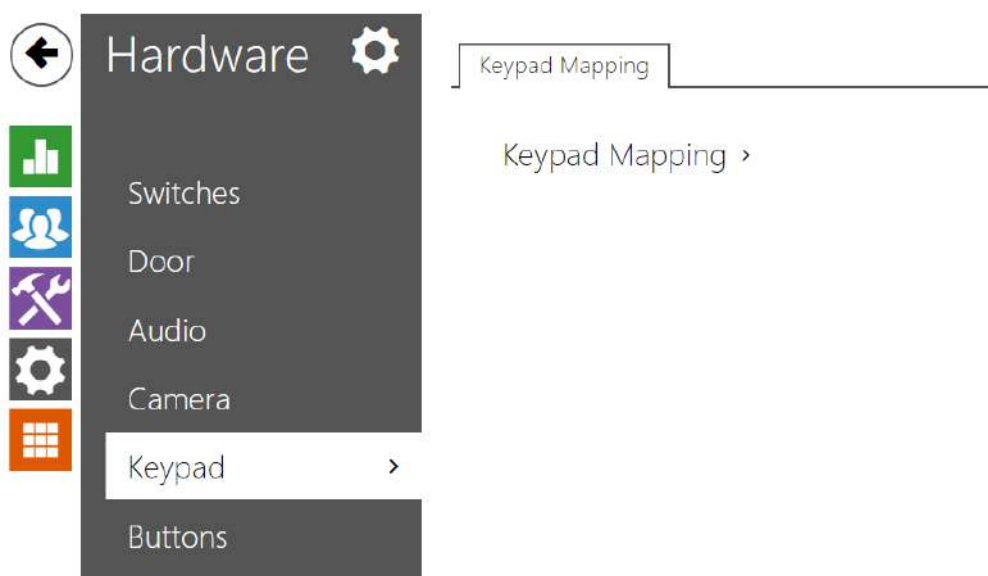 Hardware
Switches
Door
Audio
Camera
Keypad
Buttons
Keypad Mapping
Keypad Mapping